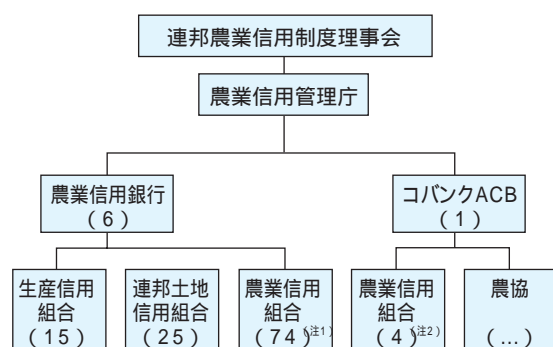 連邦農業信用制度理事会
農業信用管理庁
農業信用銀行
(6)
コバンクACB
(1)
生産信用
組合
(15)
連邦土地
信用組合
(25)
農業信用
組合
(74)(注1)
農業信用
組合
(4)(注2)
農協
(...)